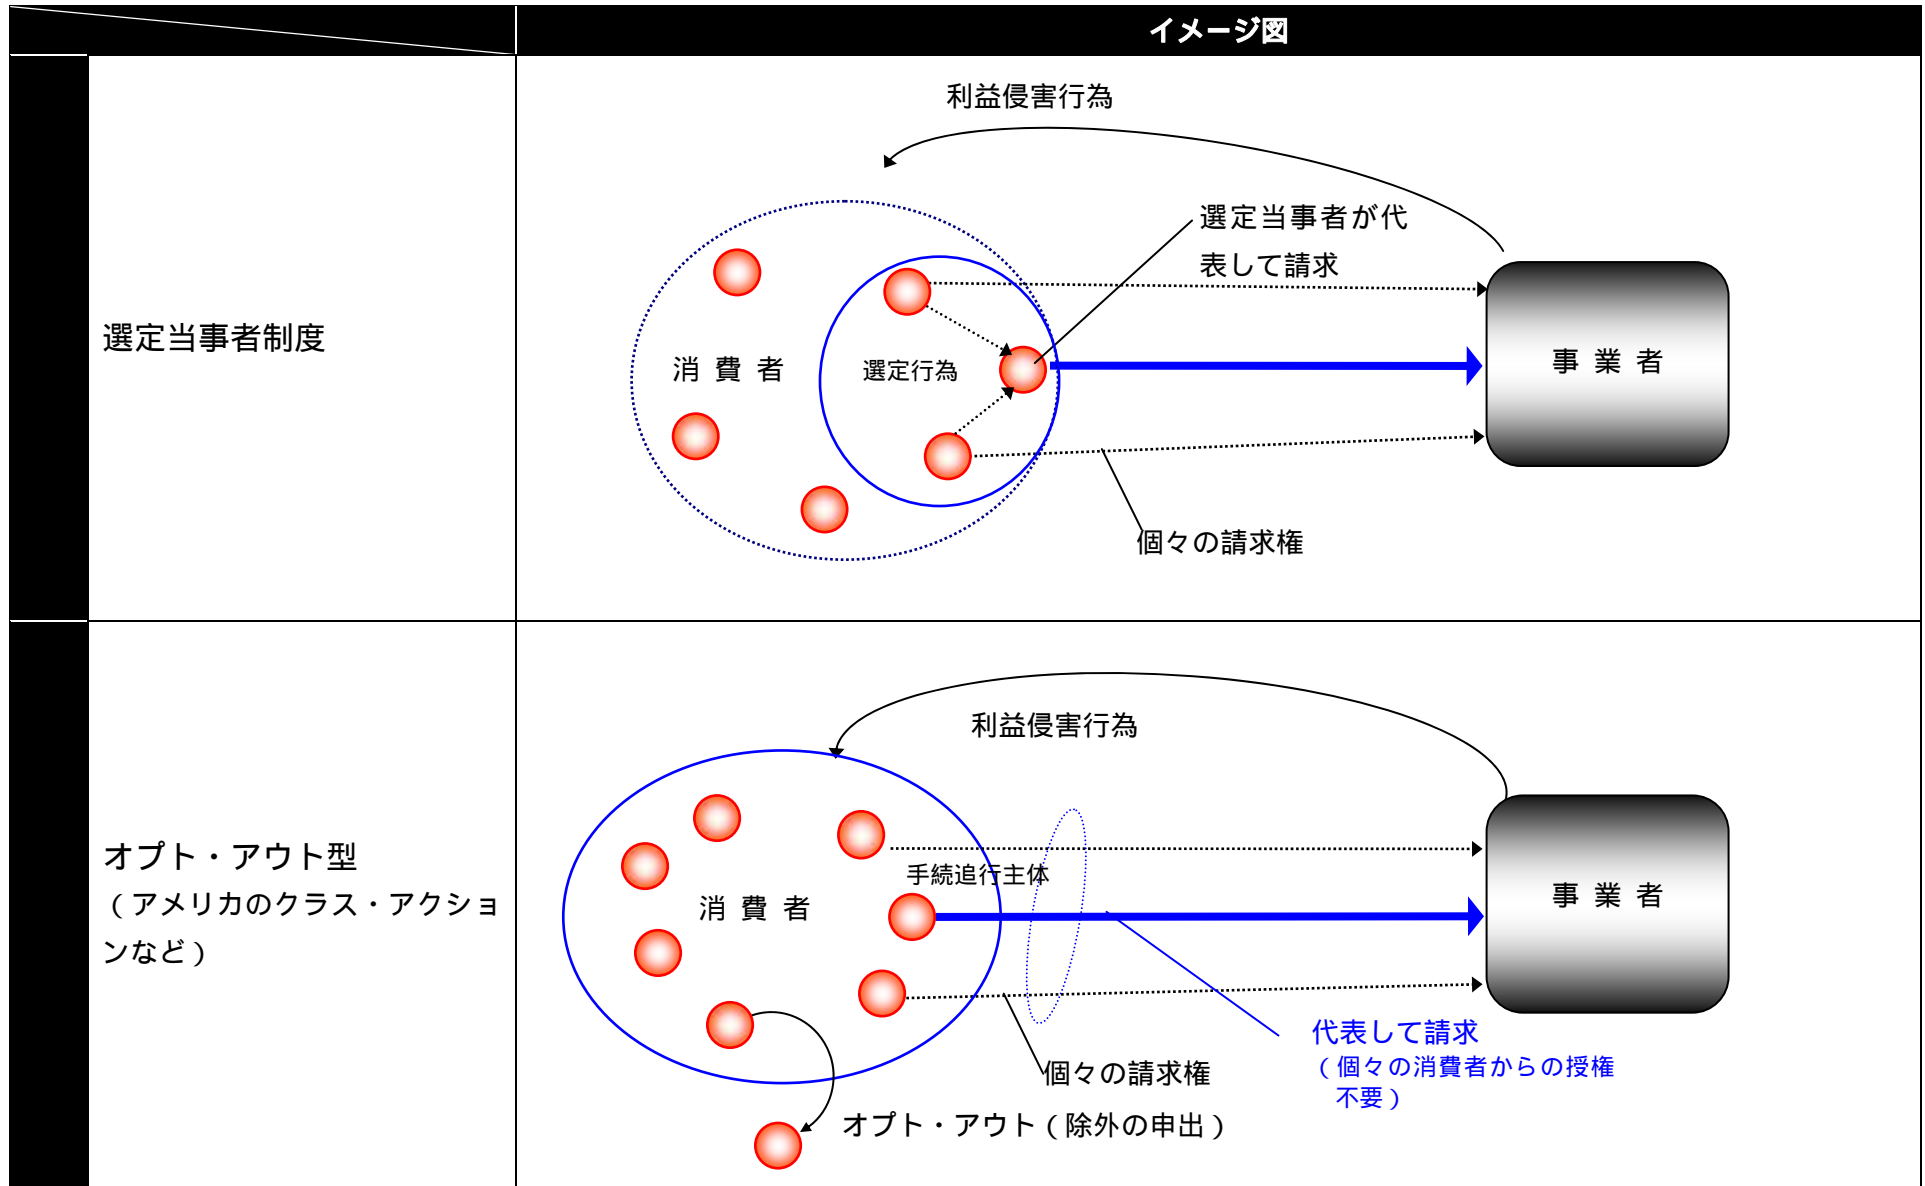 イメージ図
選定当事者制度
利益侵害行為
選定当事者が代
表して請求
消 費 者
選定行為
事 業 者
個々の請求権
オプト・アウト型
（アメリカのクラス・アクショ
ンなど）
利益侵害行為
手続追行主体
消 費 者
事 業 者
代表して請求
（個々の消費者からの授権
不要）
個々の請求権
オプト・アウト（除外の申出）